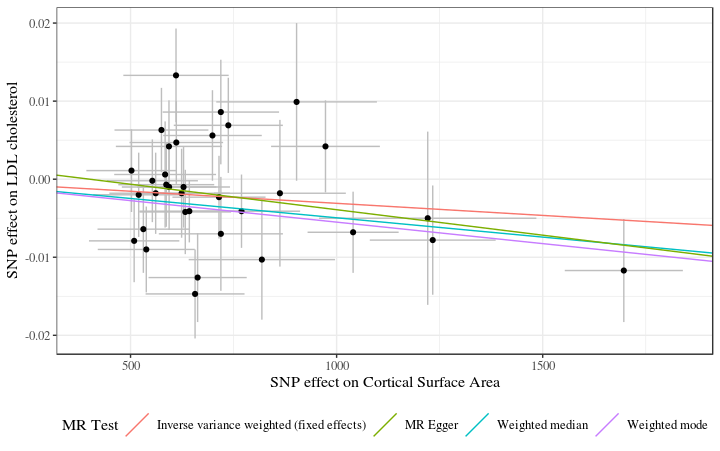 0.02
0.01
0.00
-0.01
-0.02
SNP effect on LDL cholesterol
500
1000
1500
SNP effect on Cortical Surface Area
MR Test
Inverse variance weighted (fixed effects)
MR Egger
Weighted median
Weighted mode